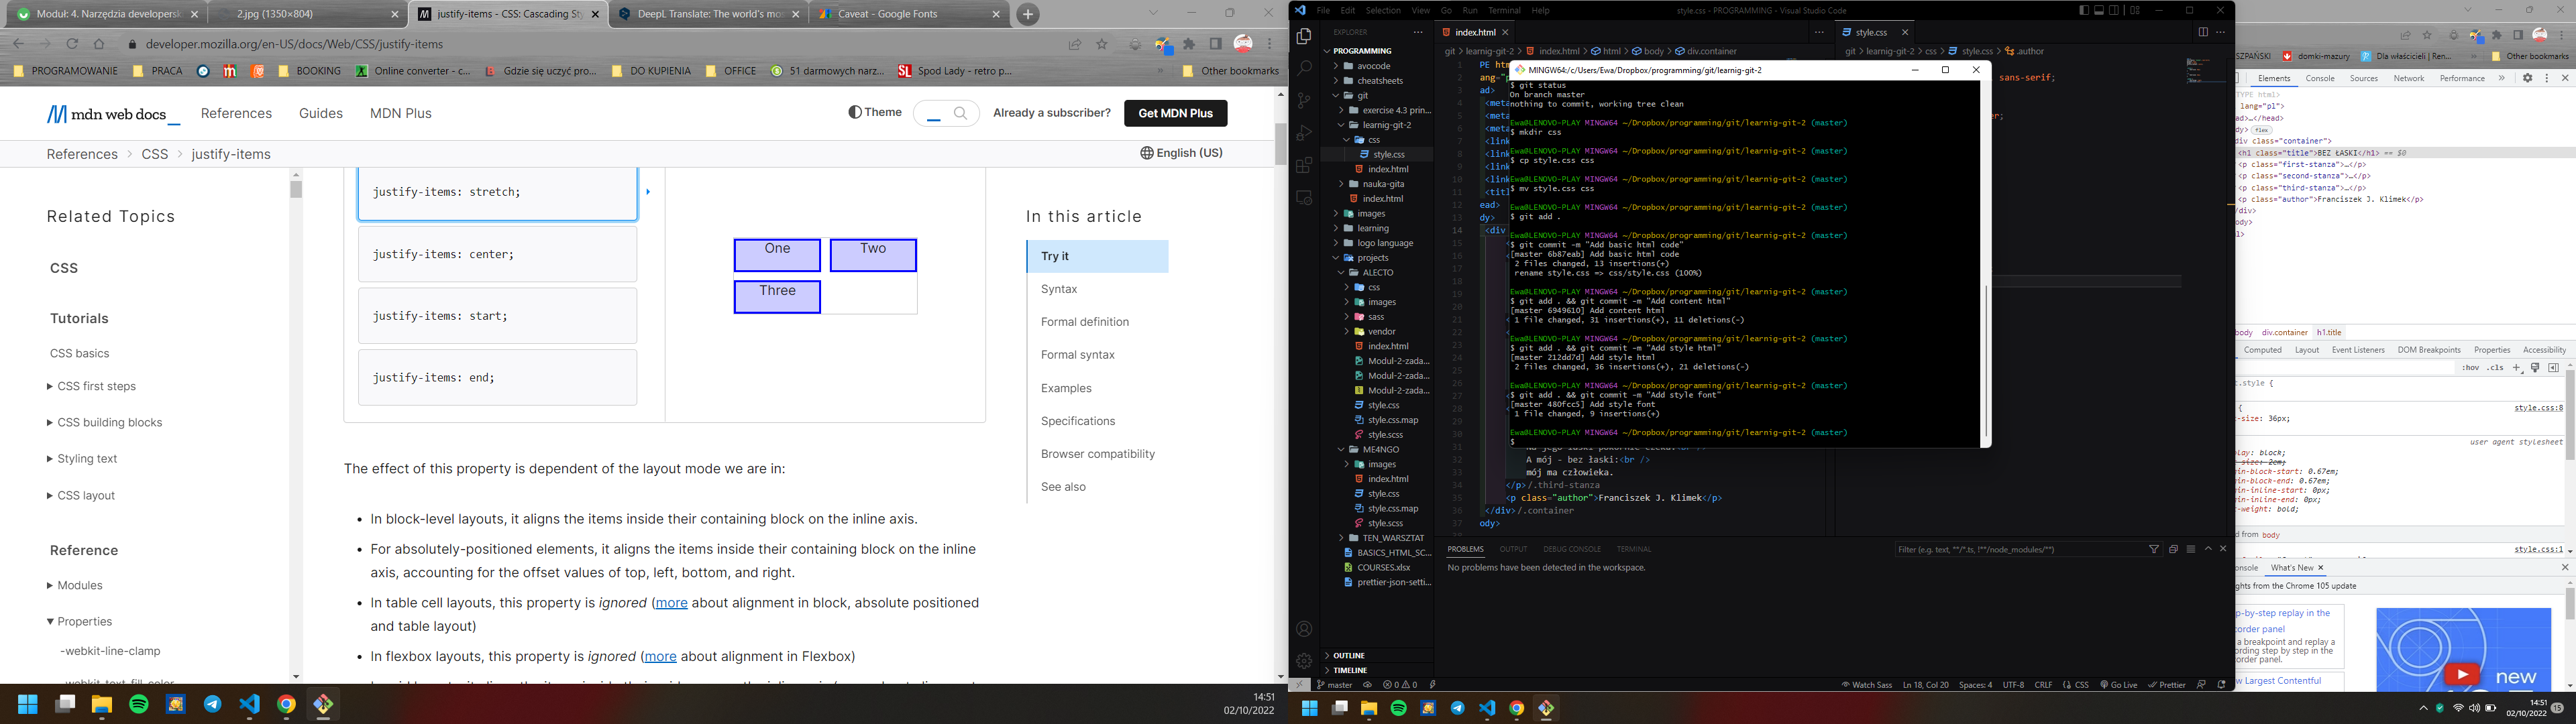 Moduł: 4. Narzędzia developersk
2.jpg (1350×804)
justify-items - CSS: Cascading Sty
DeepL Translate: The world's mos
Caveat - Google Fonts
developer.mozilla.org/en-US/docs/Web/CSS/justify-items
PROGRAMOWANIE
PRACA
BOOKING
Online converter - c...
Gdzie się uczyć pro...
DO KUPIENIA
OFFICE
51 darmowych narz...
Spod Lady - retro p...
Other bookmarks
mdn web docs_
References
Guides
MDN Plus
Theme
Already a subscriber?
Get MDN Plus
References
CSS
justify-items
English (US)
Related Topics
CSS
Tutorials
CSS basics
CSS first steps
CSS building blocks
Styling text
CSS layout
Reference
Modules
Properties
-webkit-line-clamp
-webkit-text-fill-color
justify-items: stretch;
justify-items: center;
justify-items: start;
justify-items: end;
One
Two
Three
The effect of this property is dependent of the layout mode we are in:
In block-level layouts, it aligns the items inside their containing block on the inline axis.
For absolutely-positioned elements, it aligns the items inside their containing block on the inline
axis, accounting for the offset values of top, left, bottom, and right.
In table cell layouts, this property is ignored (more about alignment in block, absolute positioned
and table layout)
In flexbox layouts, this property is ignored (more about alignment in Flexbox)
In this article
Try it
Syntax
Formal definition
Formal syntax
Examples
Specifications
Browser compatibility
See also
14:51
02/10/2022
File Edit Selection View Go Run Terminal Help
style.css - PROGRAMMING - Visual Studio Code
EXPLORER
PROGRAMMING
avocode
cheatsheets
git
exercise 4.3 prin...
learnig-git-2
css
style.css
index.html
nauka-gita
index.html
images
learning
logo language
projects
ALECTO
css
images
sass
vendor
index.html
Modul-2-zada...
Modul-2-zada...
Modul-2-zada...
style.css
style.css.map
style.scss
ME4NGO
images
index.html
style.css
style.css.map
style.scss
TEN_WARSZTAT
BASICS_HTML_SC...
COURSES.xlsx
prettier-json-setti...
OUTLINE
TIMELINE
index.html
git > learnig-git-2 > index.html > html > body > div.container
style.css
git > learnig-git-2 > css > style.css > .author
sans-serif;
MINGW64:/c/Users/Ewa/Dropbox/programming/git/learnig-git-2
$ git status
On branch master
nothing to commit, working tree clean
Ewa@LENOVO-PLAY MINGW64 ~/Dropbox/programming/git/learnig-git-2 (master)
$ mkdir css
Ewa@LENOVO-PLAY MINGW64 ~/Dropbox/programming/git/learnig-git-2 (master)
$ cp style.css css
Ewa@LENOVO-PLAY MINGW64 ~/Dropbox/programming/git/learnig-git-2 (master)
$ mv style.css css
Ewa@LENOVO-PLAY MINGW64 ~/Dropbox/programming/git/learnig-git-2 (master)
$ git add .
Ewa@LENOVO-PLAY MINGW64 ~/Dropbox/programming/git/learnig-git-2 (master)
$ git commit -m "Add basic html code"
[master 6b87eab] Add basic html code
2 files changed, 13 insertions(+)
rename style.css => css/style.css (100%)
Ewa@LENOVO-PLAY MINGW64 ~/Dropbox/programming/git/learnig-git-2 (master)
$ git add . && git commit -m "Add content html"
[master 6949610] Add content html
1 file changed, 31 insertions(+), 11 deletions(-)
Ewa@LENOVO-PLAY MINGW64 ~/Dropbox/programming/git/learnig-git-2 (master)
$ git add . && git commit -m "Add style html"
[master 212dd7d] Add style html
2 files changed, 36 insertions(+), 21 deletions(-)
Ewa@LENOVO-PLAY MINGW64 ~/Dropbox/programming/git/learnig-git-2 (master)
$ git add . && git commit -m "Add style font"
[master 480fcc5] Add style font
1 file changed, 9 insertions(+)
Ewa@LENOVO-PLAY MINGW64 ~/Dropbox/programming/git/learnig-git-2 (master)
$
32 A mój - bez łaski:<br />
33 mój ma człowieka.
34 </p>/.third-stanza
35 <p class="author">Franciszek J. Klimek</p>
36 </div>/.container
37 ody>
PROBLEMS OUTPUT DEBUG CONSOLE TERMINAL
Filter (e.g. text, **/*.ts, !**/node_modules/**)
No problems have been detected in the workspace.
master
0 0
Watch Sass
Ln 18, Col 20
Spaces: 4
UTF-8
CRLF
CSS
Go Live
Prettier
SZPAŃSKI
domki-mazury
Dla właścicieli | Ren...
Other bookmarks
Elements Console Sources Network Performance
TYPE html>
lang="pl">
ad>…</head>
dy> flex
div class="container">
<h1 class="title">BEZ ŁASKI</h1> == $0
<p class="first-stanza">…</p>
<p class="second-stanza">…</p>
<p class="third-stanza">…</p>
<p class="author">Franciszek J. Klimek</p>
/div>
body>
l>
body div.container h1.title
Computed Layout Event Listeners DOM Breakpoints Properties Accessibility
:hov .cls
t.style {
{
style.css:8
t-size: 36px;
user agent stylesheet
play: block;
t-size: 2em;
gin-block-start: 0.67em;
gin-block-end: 0.67em;
gin-inline-start: 0px;
gin-inline-end: 0px;
t-weight: bold;
d from body
style.css:1
onsole What's New
ghts from the Chrome 105 update
p-by-step replay in the
corder panel
a breakpoint and replay a
ording step by step in the
corder panel.
w Largest Contentful
new
14:51
02/10/2022
15